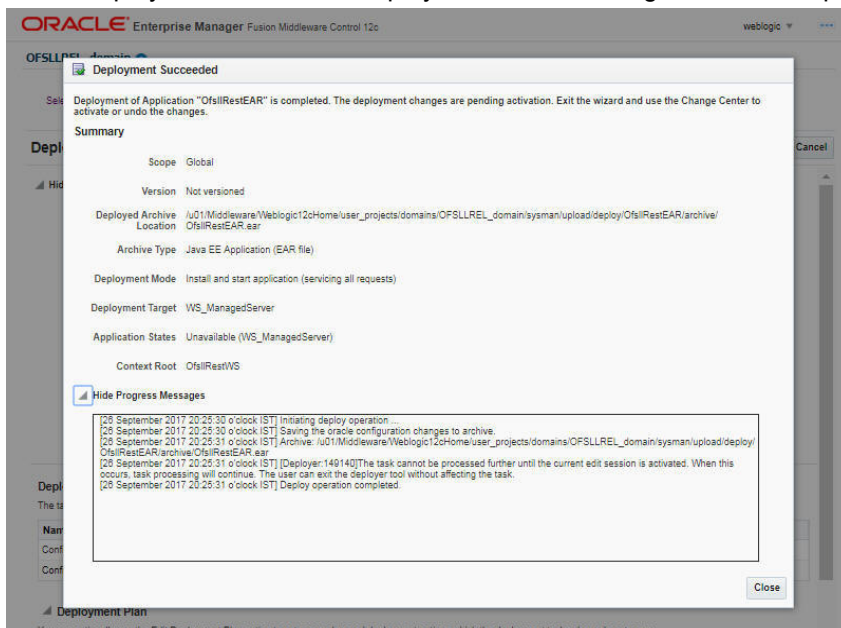 ORACLE Enterprise Manager Fusion Middleware Control 12c
weblogic
Deployment Succeeded
Deployment of Application "OfsllRestEAR" is completed. The deployment changes are pending activation. Exit the wizard and use the Change Center to
activate or undo the changes.
Summary
Cancel
Scope Global
Version Not versioned
Deployed Archive Location /u01/Middleware/Weblogic12cHome/user_projects/domains/OFSLLREL_domain/sysman/upload/deploy/OfsllRestEAR/archive/
OfsllRestEAR.ear
Archive Type Java EE Application (EAR file)
Deployment Mode Install and start application (servicing all requests)
Deployment Target WS_ManagedServer
Application States Unavailable (WS_ManagedServer)
Context Root OfsllRestWS
Hide Progress Messages
[26 September 2017 20:25:30 o'clock IST] Initiating deploy operation ...
[26 September 2017 20:25:30 o'clock IST] Saving the oracle configuration changes to archive.
[26 September 2017 20:25:31 o'clock IST] Archive: /u01/Middleware/Weblogic12cHome/user_projects/domains/OFSLLREL_domain/sysman/upload/deploy/
OfsllRestEAR/archive/OfsllRestEAR.ear
[26 September 2017 20:25:31 o'clock IST] [Deployer:149140]The task cannot be processed further until the current edit session is activated. When this
occurs, task processing will continue. The user can exit the deployer tool without affecting the task.
[26 September 2017 20:25:31 o'clock IST] Deploy operation completed.
Close
Deployment Plan